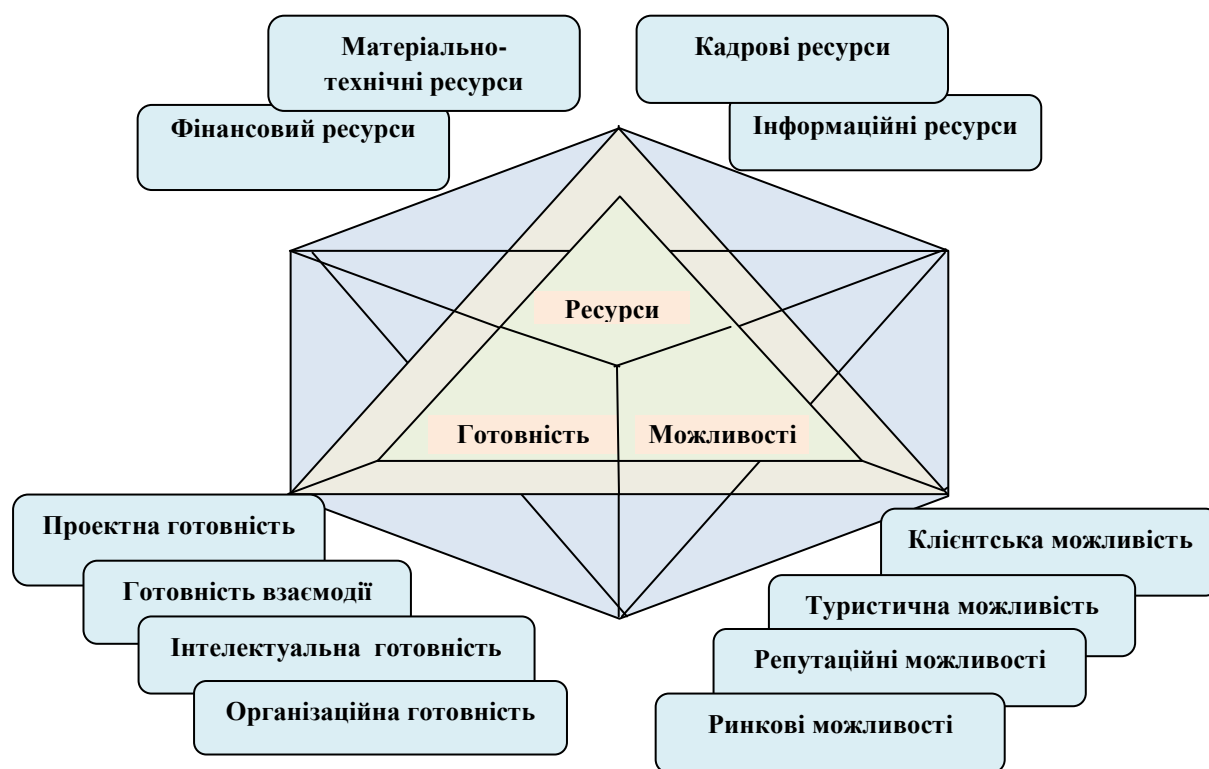 Матеріально-
технічні ресурси
Кадрові ресурси
Фінансовий ресурси
Інформаційні ресурси
Ресурси
Готовність
Можливості
Проектна готовність
Готовність взаємодії
Інтелектуальна готовність
Організаційна готовність
Клієнтська можливість
Туристична можливість
Репутаційні можливості
Ринкові можливості